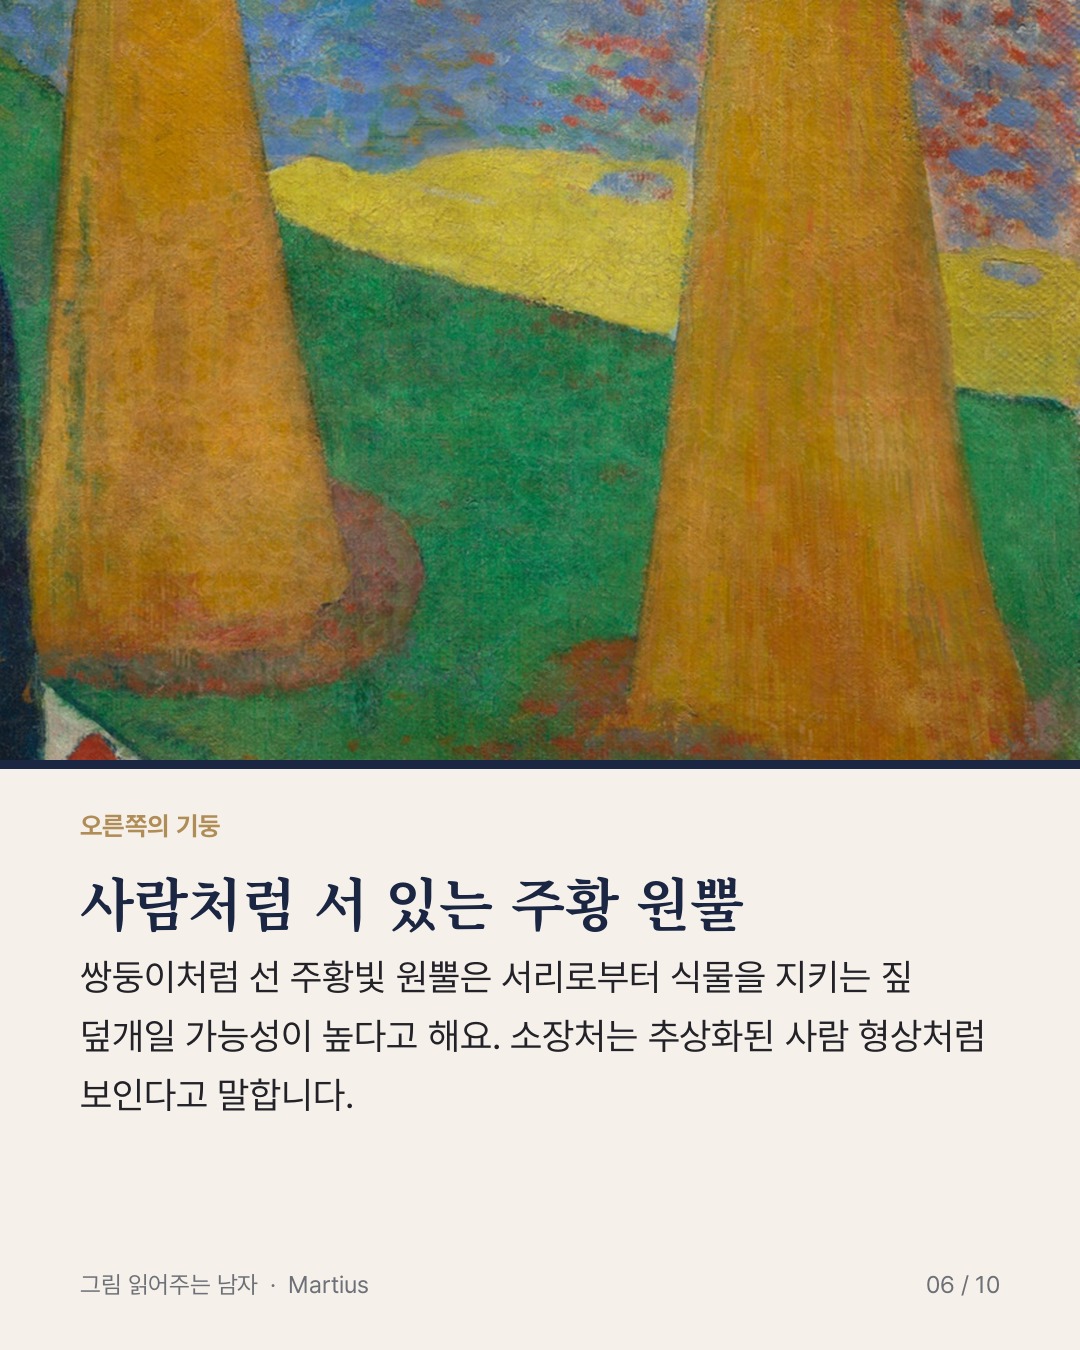 오른쪽의 기둥
사람처럼 서 있는 주황 원뿔
쌍둥이처럼 선 주황빛 원뿔은 서리로부터 식물을 지키는 짚
덮개일 가능성이 높다고 해요. 소장처는 추상화된 사람 형상처럼
보인다고 말합니다.
그림 읽어주는 남자 · Martius
06 / 10